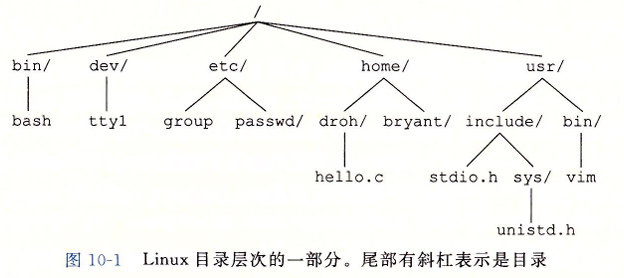 /
bin/ dev/ etc/ home/ usr/
bash tty1 group passwd/ droh/ bryant/ include/ bin/
hello.c stdio.h sys/ vim
unistd.h
图 10-1 Linux 目录层次的一部分。尾部有斜杠表示是目录